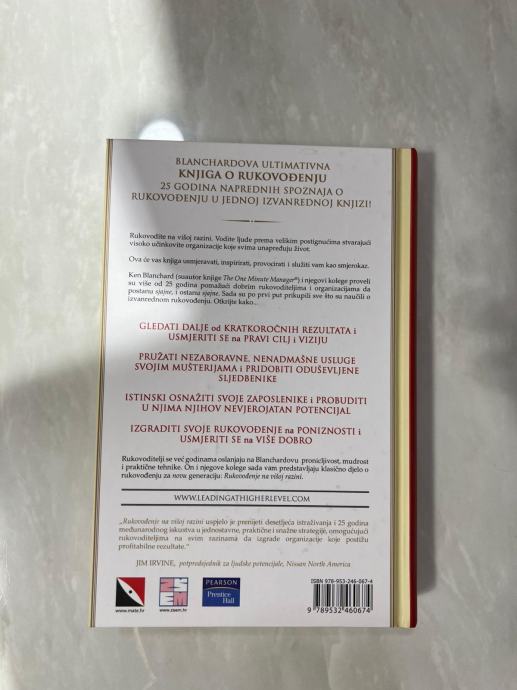 BLANCHARDOVA ULTIMATIVNA
KNJIGA O RUKOVOĐENJU
25 GODINA NAPREDNIH SPOZNAJA O
RUKOVOĐENJU U JEDNOJ IZVANREDNOJ KNJIZI!
Rukovodite na višoj razini. Vodite ljude prema velikim postignućima stvarajući
visoko učinkovite organizacije koje svima unapređuju život.
Ova će vas knjiga usmjeravati, inspirirati, provocirati i služiti vam kao smjerokaz.
Ken Blanchard (suautor knjige The One Minute Manager®) i njegovi kolege proveli
su više od 25 godina pomažući dobrim rukovoditeljima i organizacijama da
postanu sjajne, i ostanu sjajne. Sada su po prvi put prikupili sve što su naučili o
izvanrednom rukovođenju. Otkrijte kako...
GLEDATI DALJE od KRATKOROČNIH REZULTATA i
USMJERITI SE na PRAVI CILJ i VIZIJU
PRUŽATI NEZABORAVNE, NENADMAŠNE USLUGE
SVOJIM MUŠTERIJAMA i PRIDOBITI ODUŠEVLJENE
SLJEDBENIKE
ISTINSKI OSNAŽITI SVOJE ZAPOSLENIKE i PROBUDITI
U NJIMA NJIHOV NEVJEROJATAN POTENCIJAL
IZGRADITI SVOJE RUKOVOĐENJE na PONIZNOSTI i
USMJERITI SE na VIŠE DOBRO
Rukovoditelji se već godinama oslanjaju na Blanchardovu pronicljivost, mudrost
i praktične tehnike. On i njegove kolege sada vam predstavljaju klasično djelo o
rukovođenju za novu generaciju: Rukovođenje na višoj razini.
WWW.LEADINGATHIGHERLEVEL.COM
„Rukovođenje na višoj razini uspjelo je prenijeti desetljeća istraživanja i 25 godina
međunarodnog iskustva u jednostavne, praktične i snažne strategije, omogućujući
rukovoditeljima na svim razinama da izgrade organizacije koje postižu
profitabilne rezultate."
JIM IRVINE, potpredsjednik za ljudske potencijale, Nissan North America
www.mate.hr
ZSEM
www.zsem.hr
PEARSON
Prentice
Hall
ISBN 978-953-246-067-4
9 789532 460674